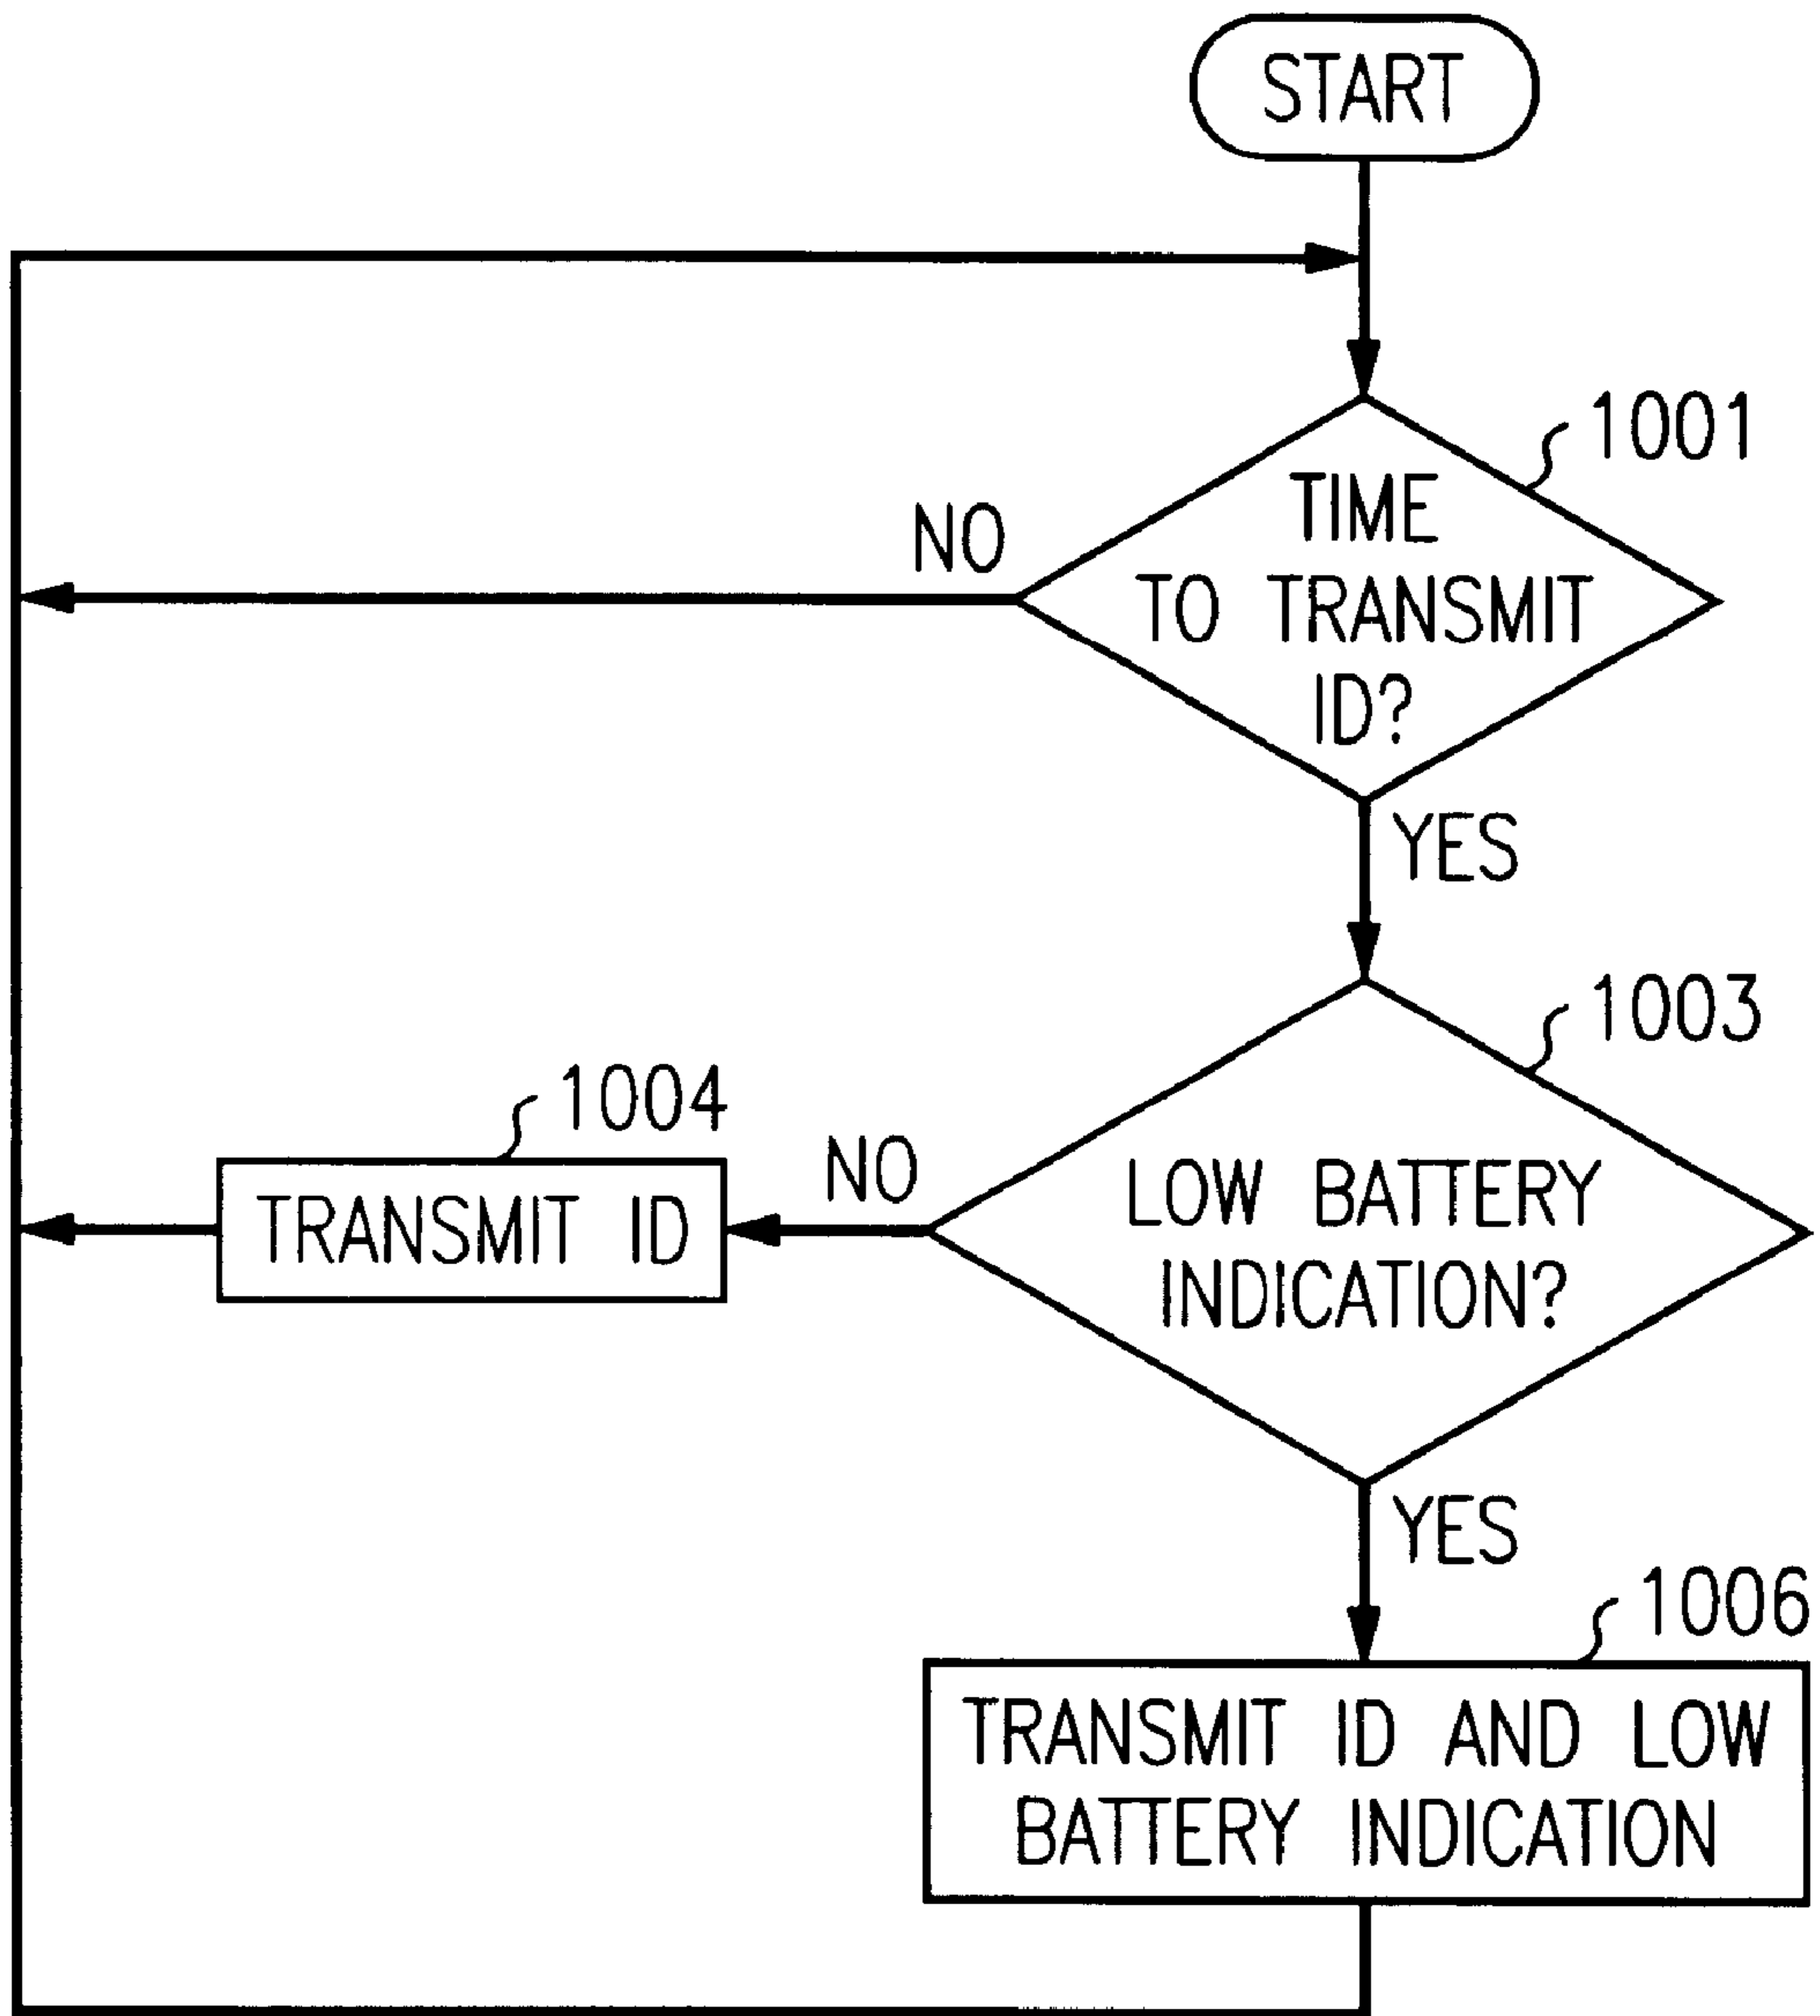 START
1001
TIME
TO TRANSMIT
ID?
NO
YES
1003
LOW BATTERY
INDICATION?
NO
1004
TRANSMIT ID
YES
1006
TRANSMIT ID AND LOW
BATTERY INDICATION